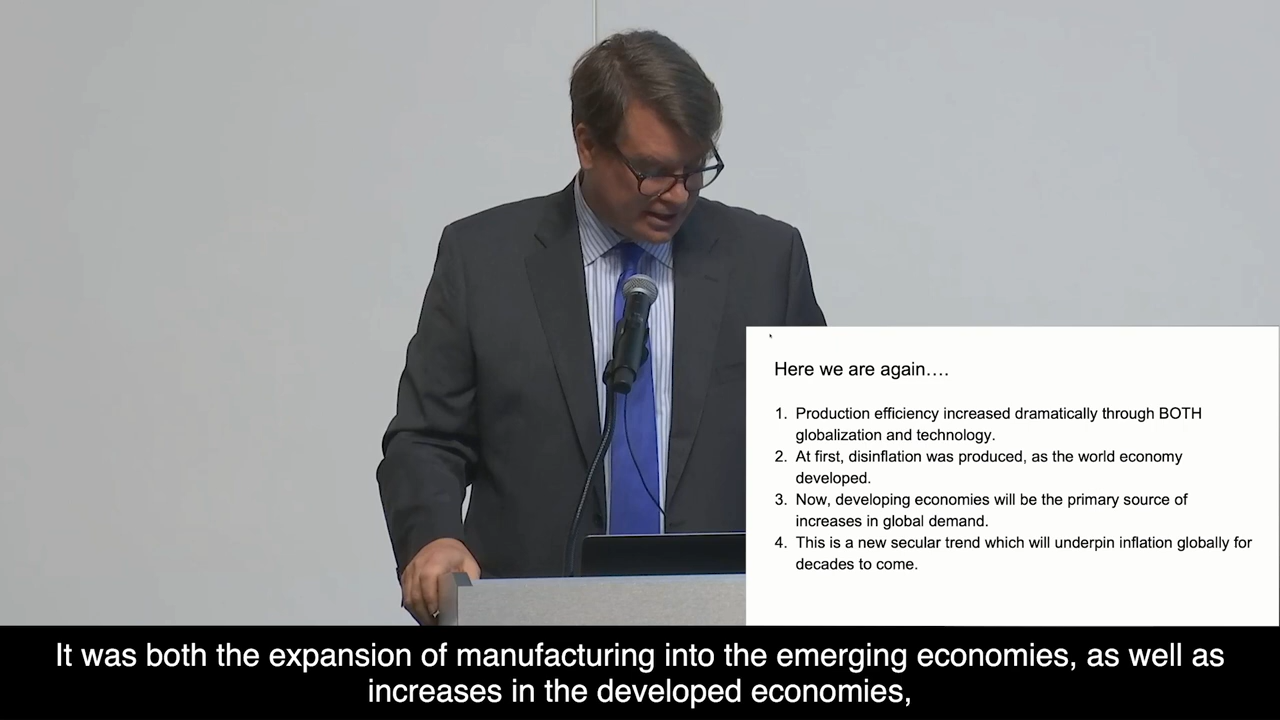 Here we are again….
1. Production efficiency increased dramatically through BOTH
globalization and technology.
2. At first, disinflation was produced, as the world economy
developed.
3. Now, developing economies will be the primary source of
increases in global demand.
4. This is a new secular trend which will underpin inflation globally for
decades to come.
It was both the expansion of manufacturing into the emerging economies, as well as
increases in the developed economies,